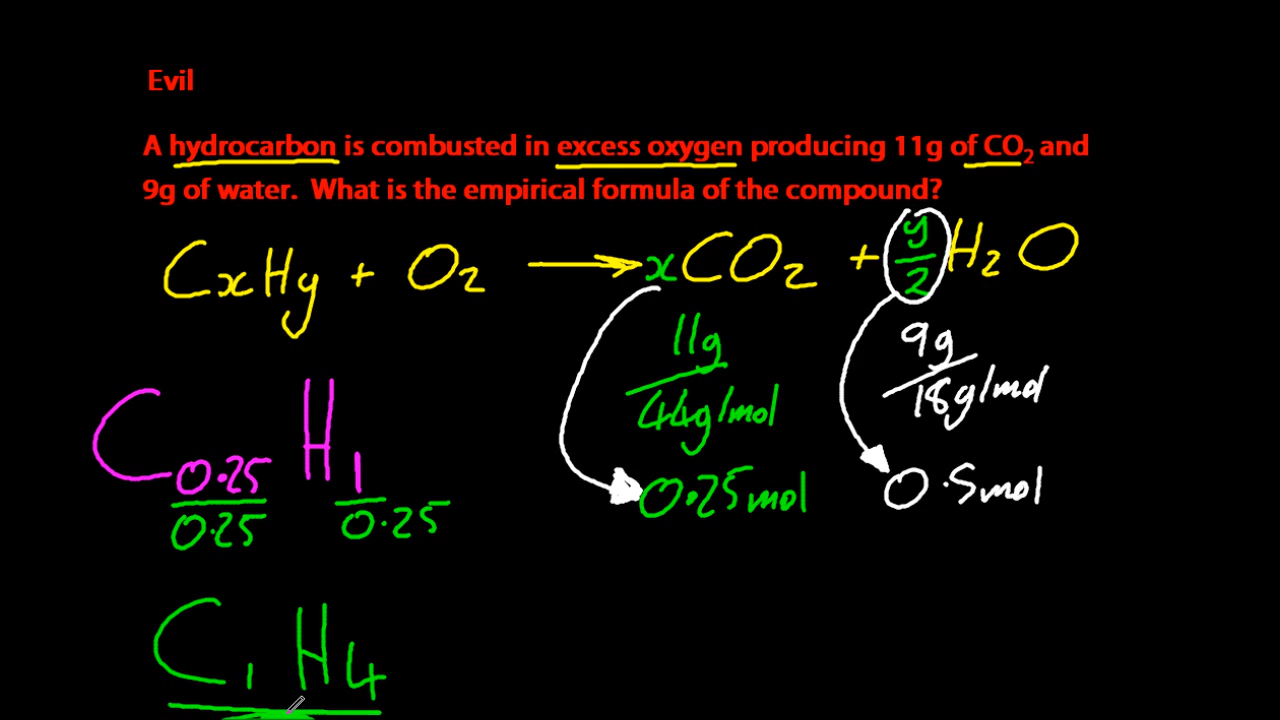 Evil
A hydrocarbon is combusted in excess oxygen producing 11g of CO₂ and
9g of water. What is the empirical formula of the compound?
CxHy + O₂ → xCO₂ + y/2 H₂O
11g 9g
44g/mol 18g/mol
C0.25 H1
0.25 0.25
0.25mol 0.5mol
C1 H4